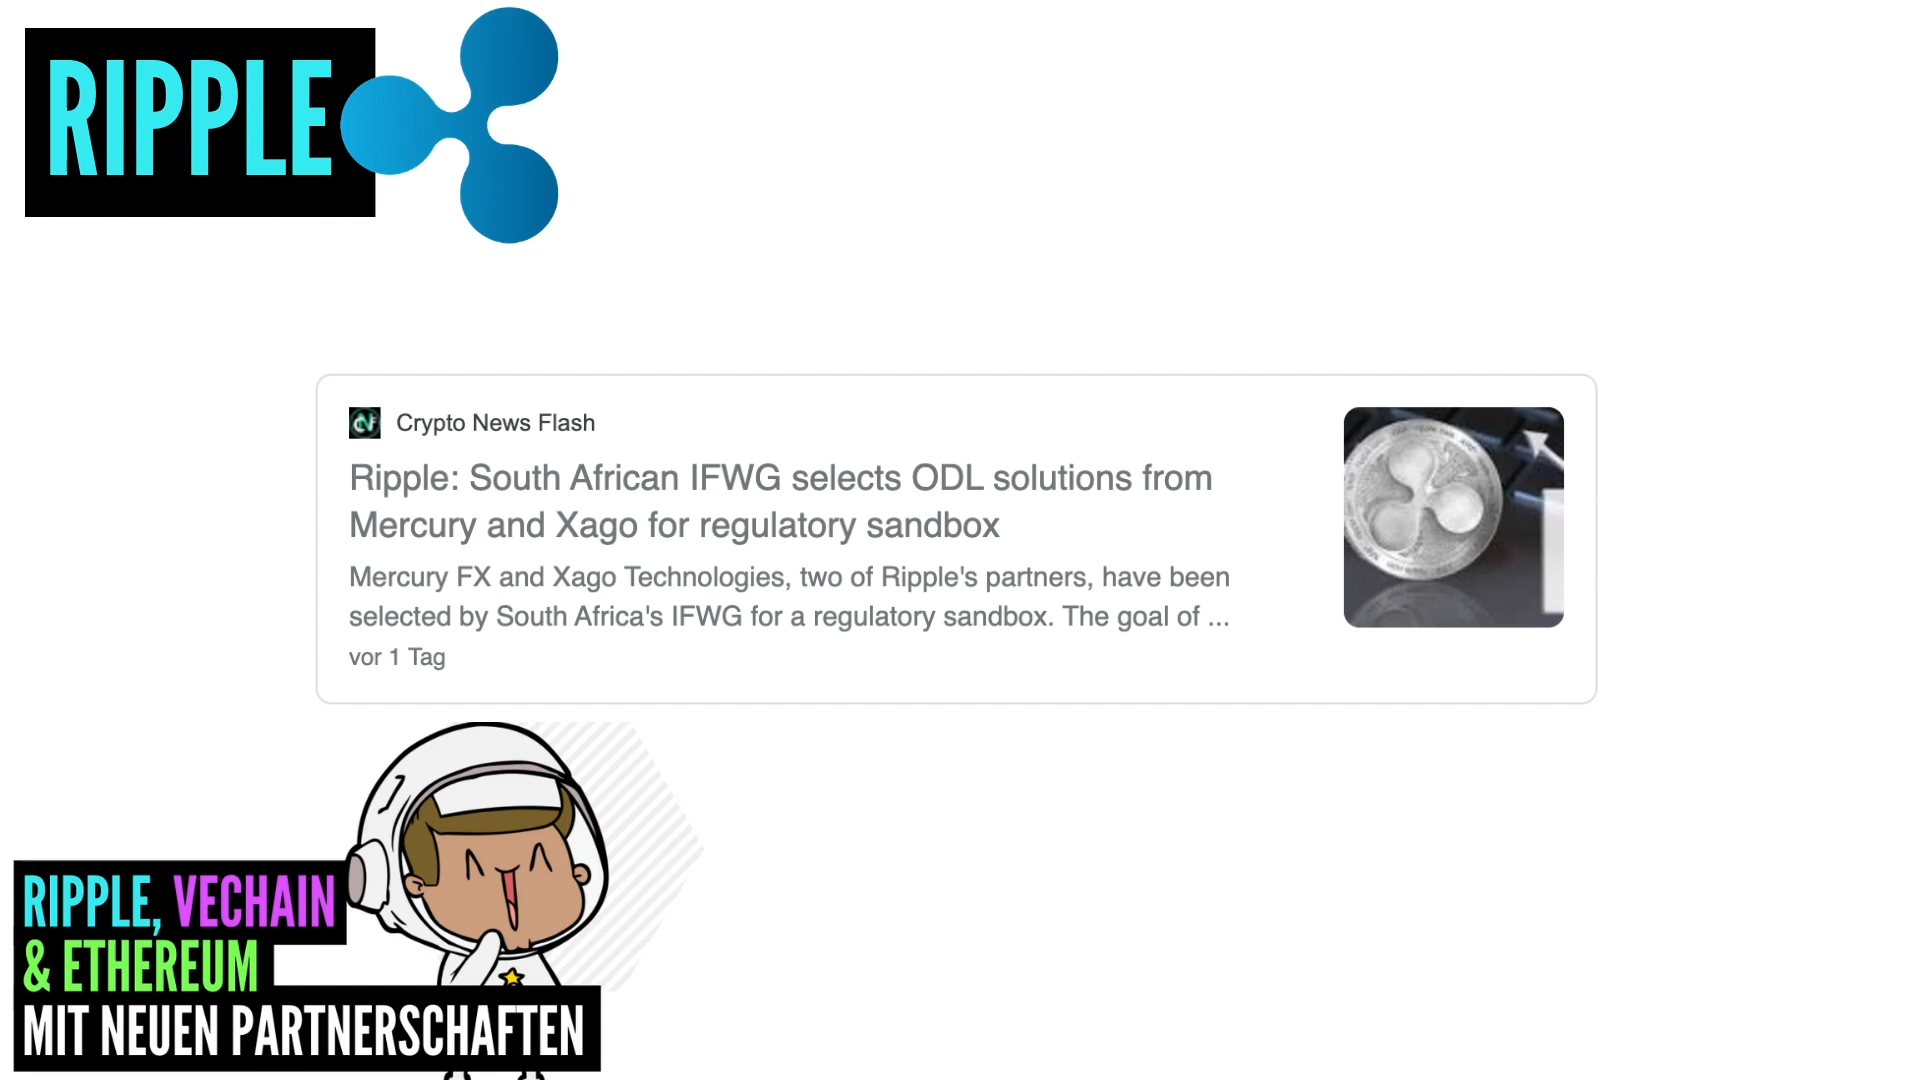 RIPPLE
Crypto News Flash
Ripple: South African IFWG selects ODL solutions from
Mercury and Xago for regulatory sandbox
Mercury FX and Xago Technologies, two of Ripple's partners, have been
selected by South Africa's IFWG for a regulatory sandbox. The goal of ...
vor 1 Tag
RIPPLE, VECHAIN
& ETHEREUM
MIT NEUEN PARTNERSCHAFTEN